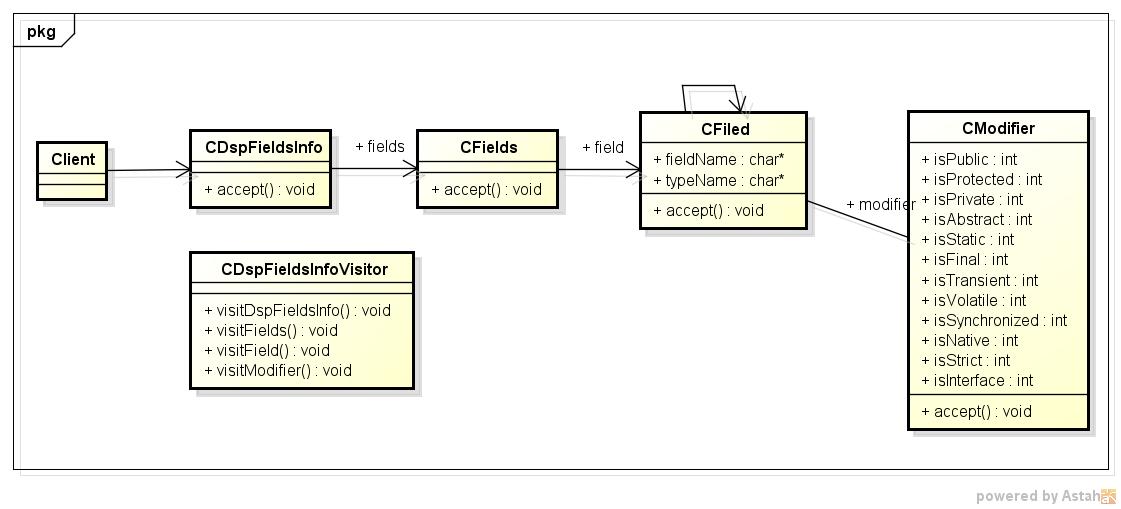 pkg
Client
CDspFieldsInfo
+ accept() : void
+ fields
CFields
+ accept() : void
+ field
CFiled
+ fieldName : char*
+ typeName : char*
+ accept() : void
+ modifier
CModifier
+ isPublic : int
+ isProtected : int
+ isPrivate : int
+ isAbstract : int
+ isStatic : int
+ isFinal : int
+ isTransient : int
+ isVolatile : int
+ isSynchronized : int
+ isNative : int
+ isStrict : int
+ isInterface : int
+ accept() : void
CDspFieldsInfoVisitor
+ visitDspFieldsInfo() : void
+ visitFields() : void
+ visitField() : void
+ visitModifier() : void
powered by Astah